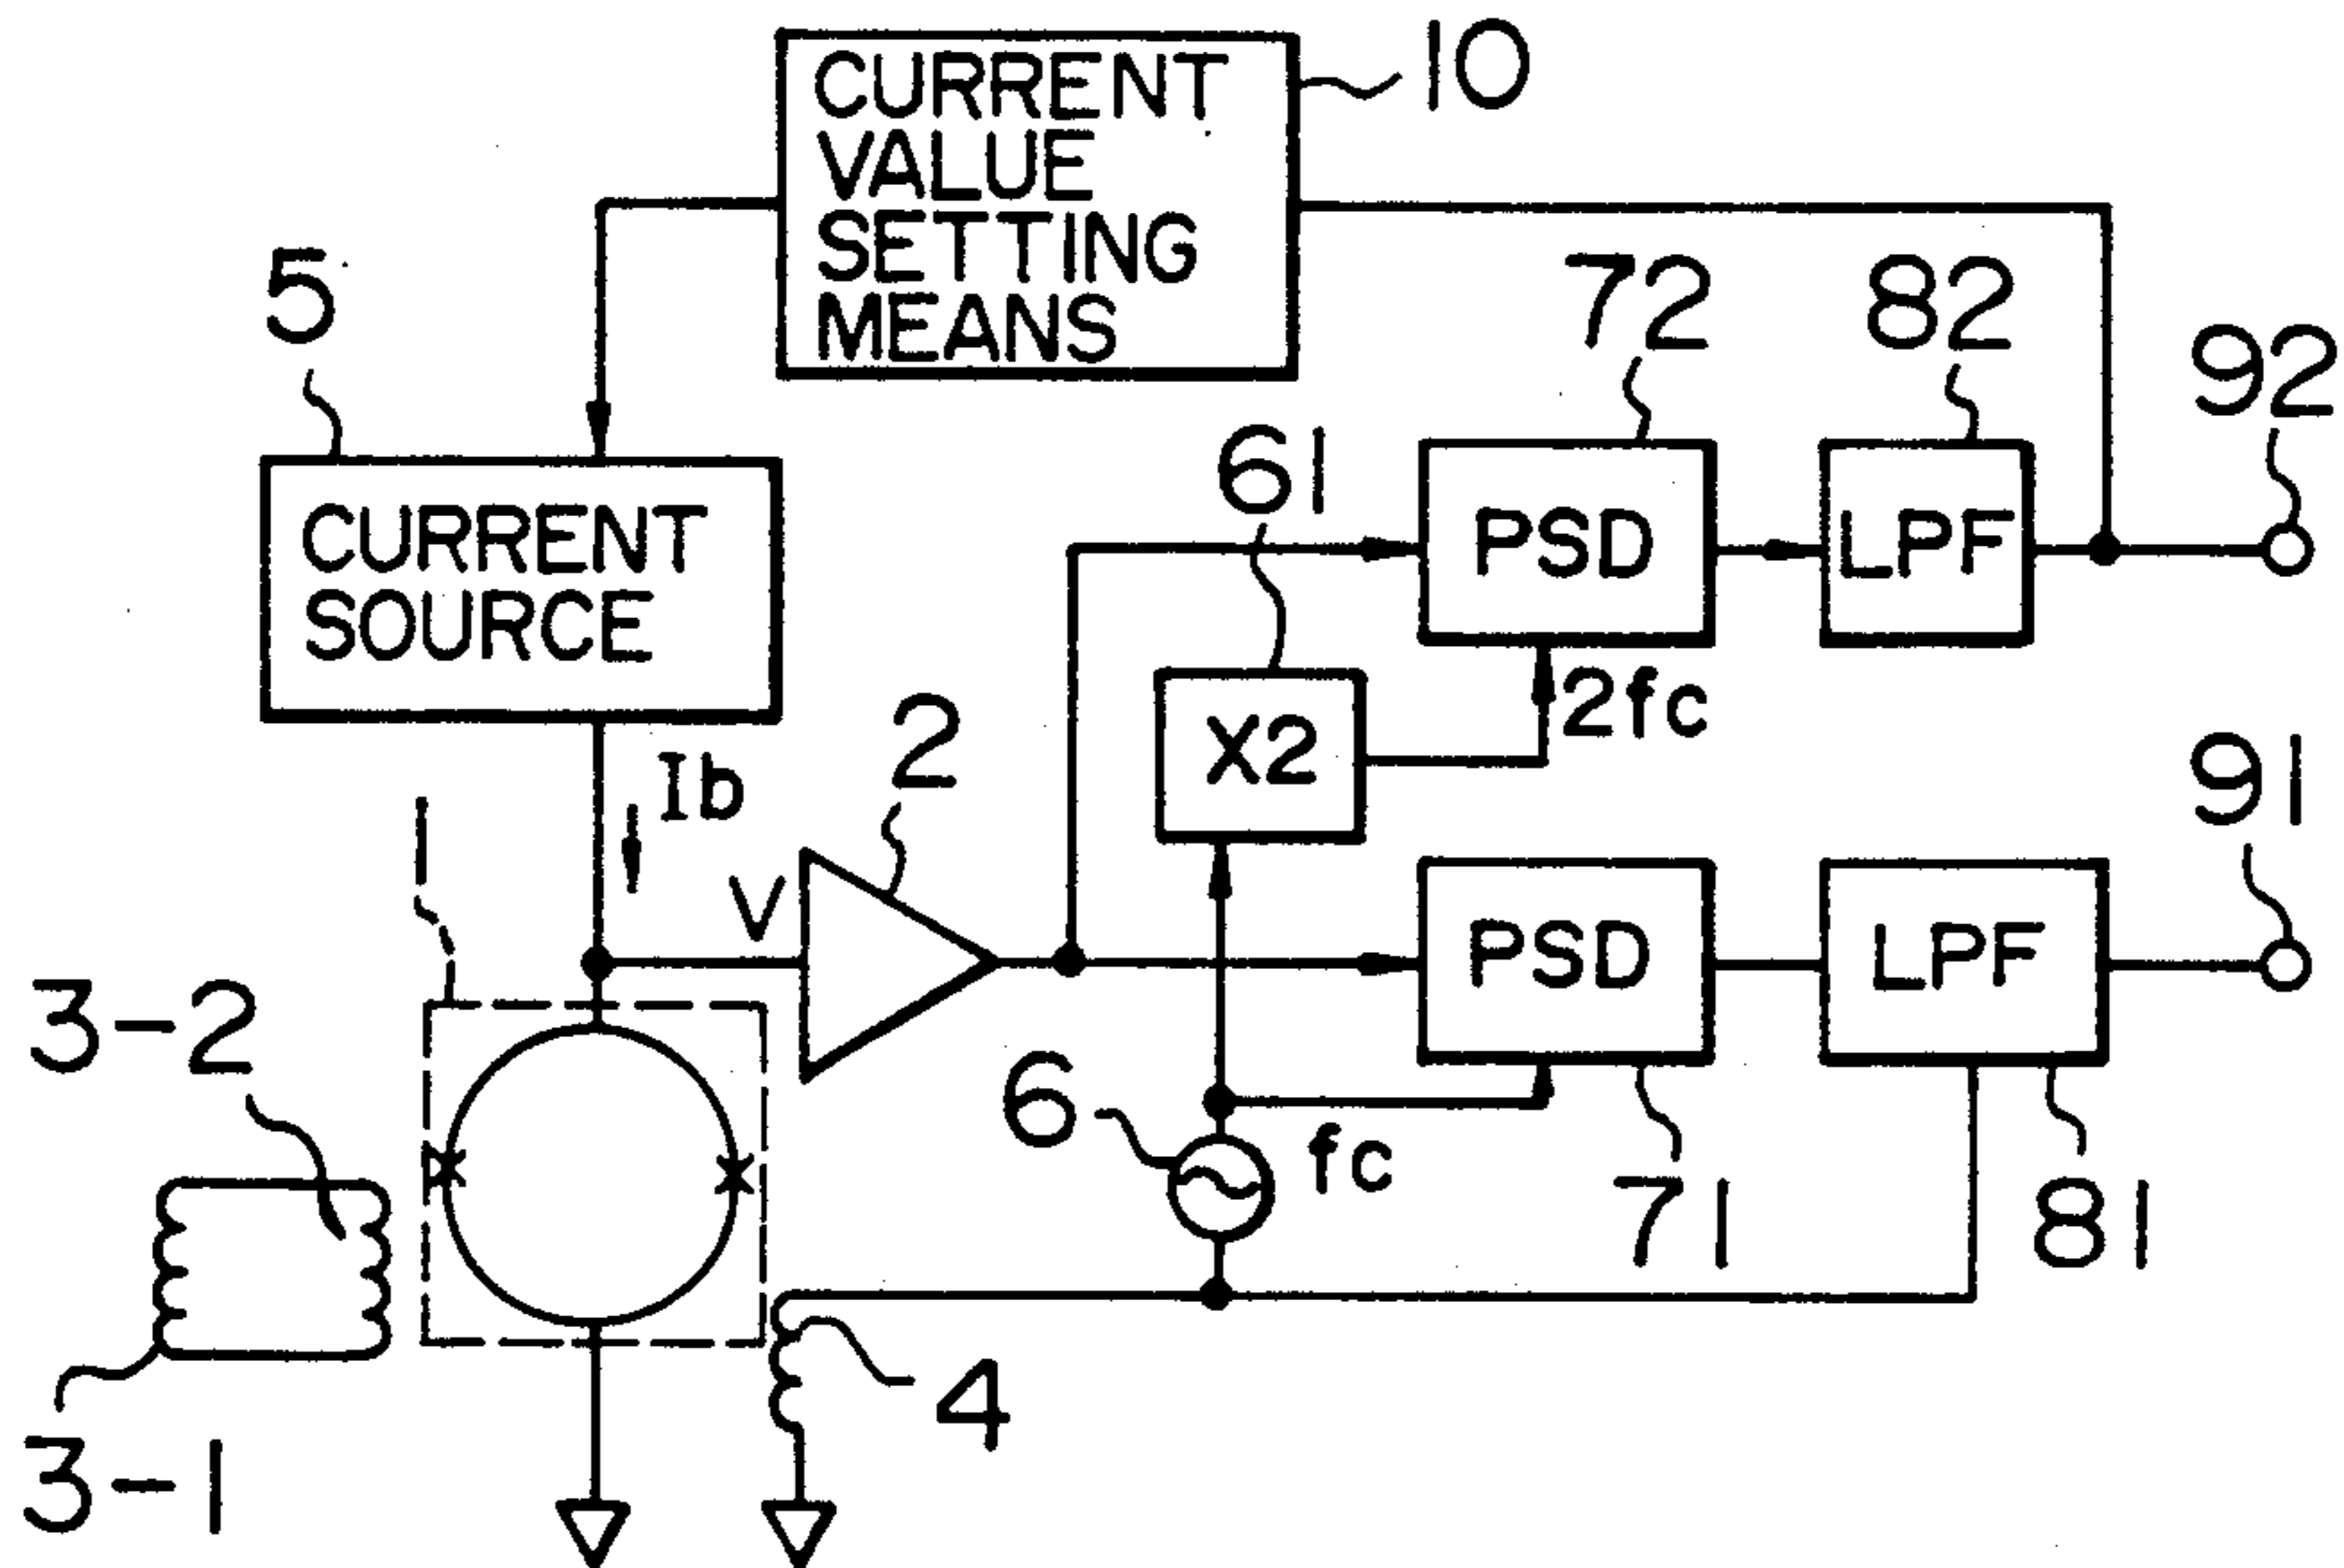 10
CURRENT
VALUE
SETTING
MEANS
5
72
82
92
61
CURRENT
SOURCE
PSD
LPF
2fc
X2
2
Ib
91
1
V
PSD
LPF
3-2
6
fc
71
81
4
3-1